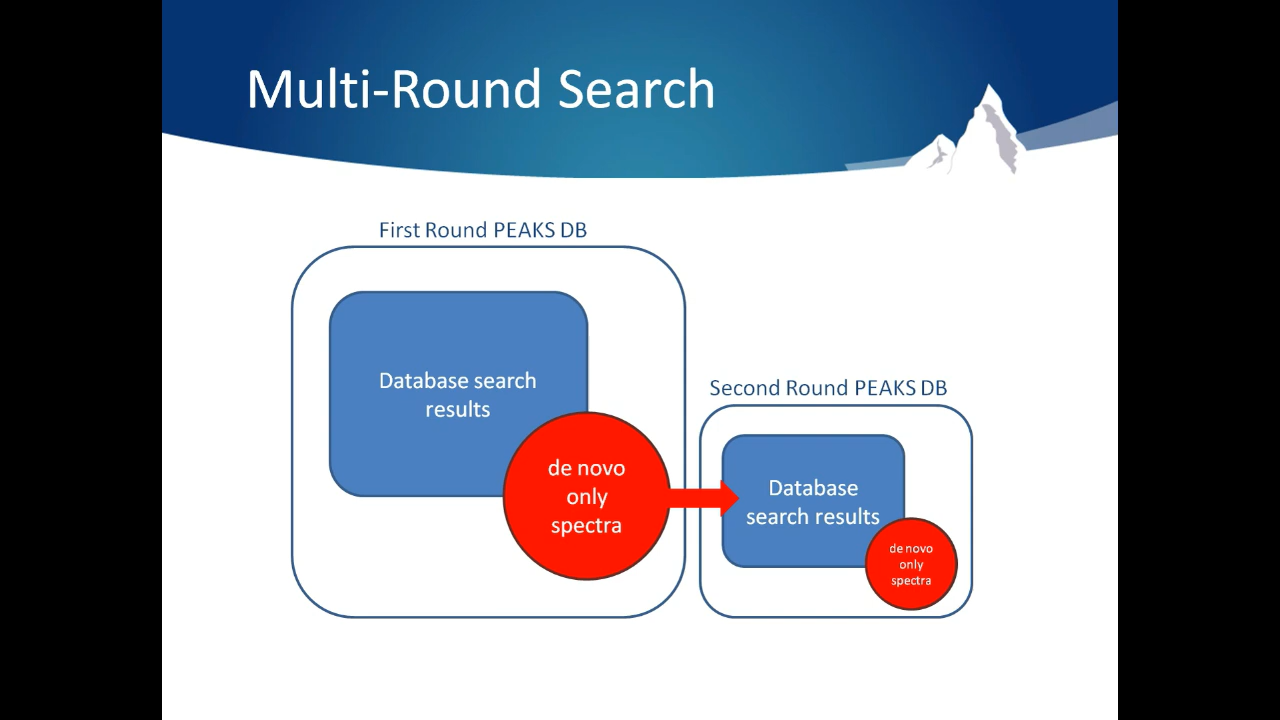 Multi-Round Search
First Round PEAKS DB
Database search
results
de novo
only
spectra
Second Round PEAKS DB
Database
search results
de novo
only
spectra